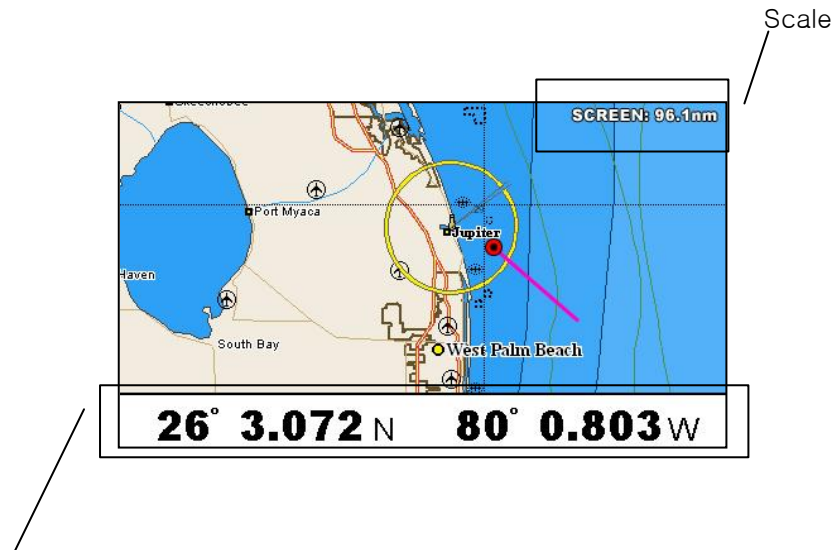 Scale
SCREEN: 96.1nm
Port Myaca
Jupiter
Haven
South Bay
West Palm Beach
26° 3.072 N 80° 0.803 W